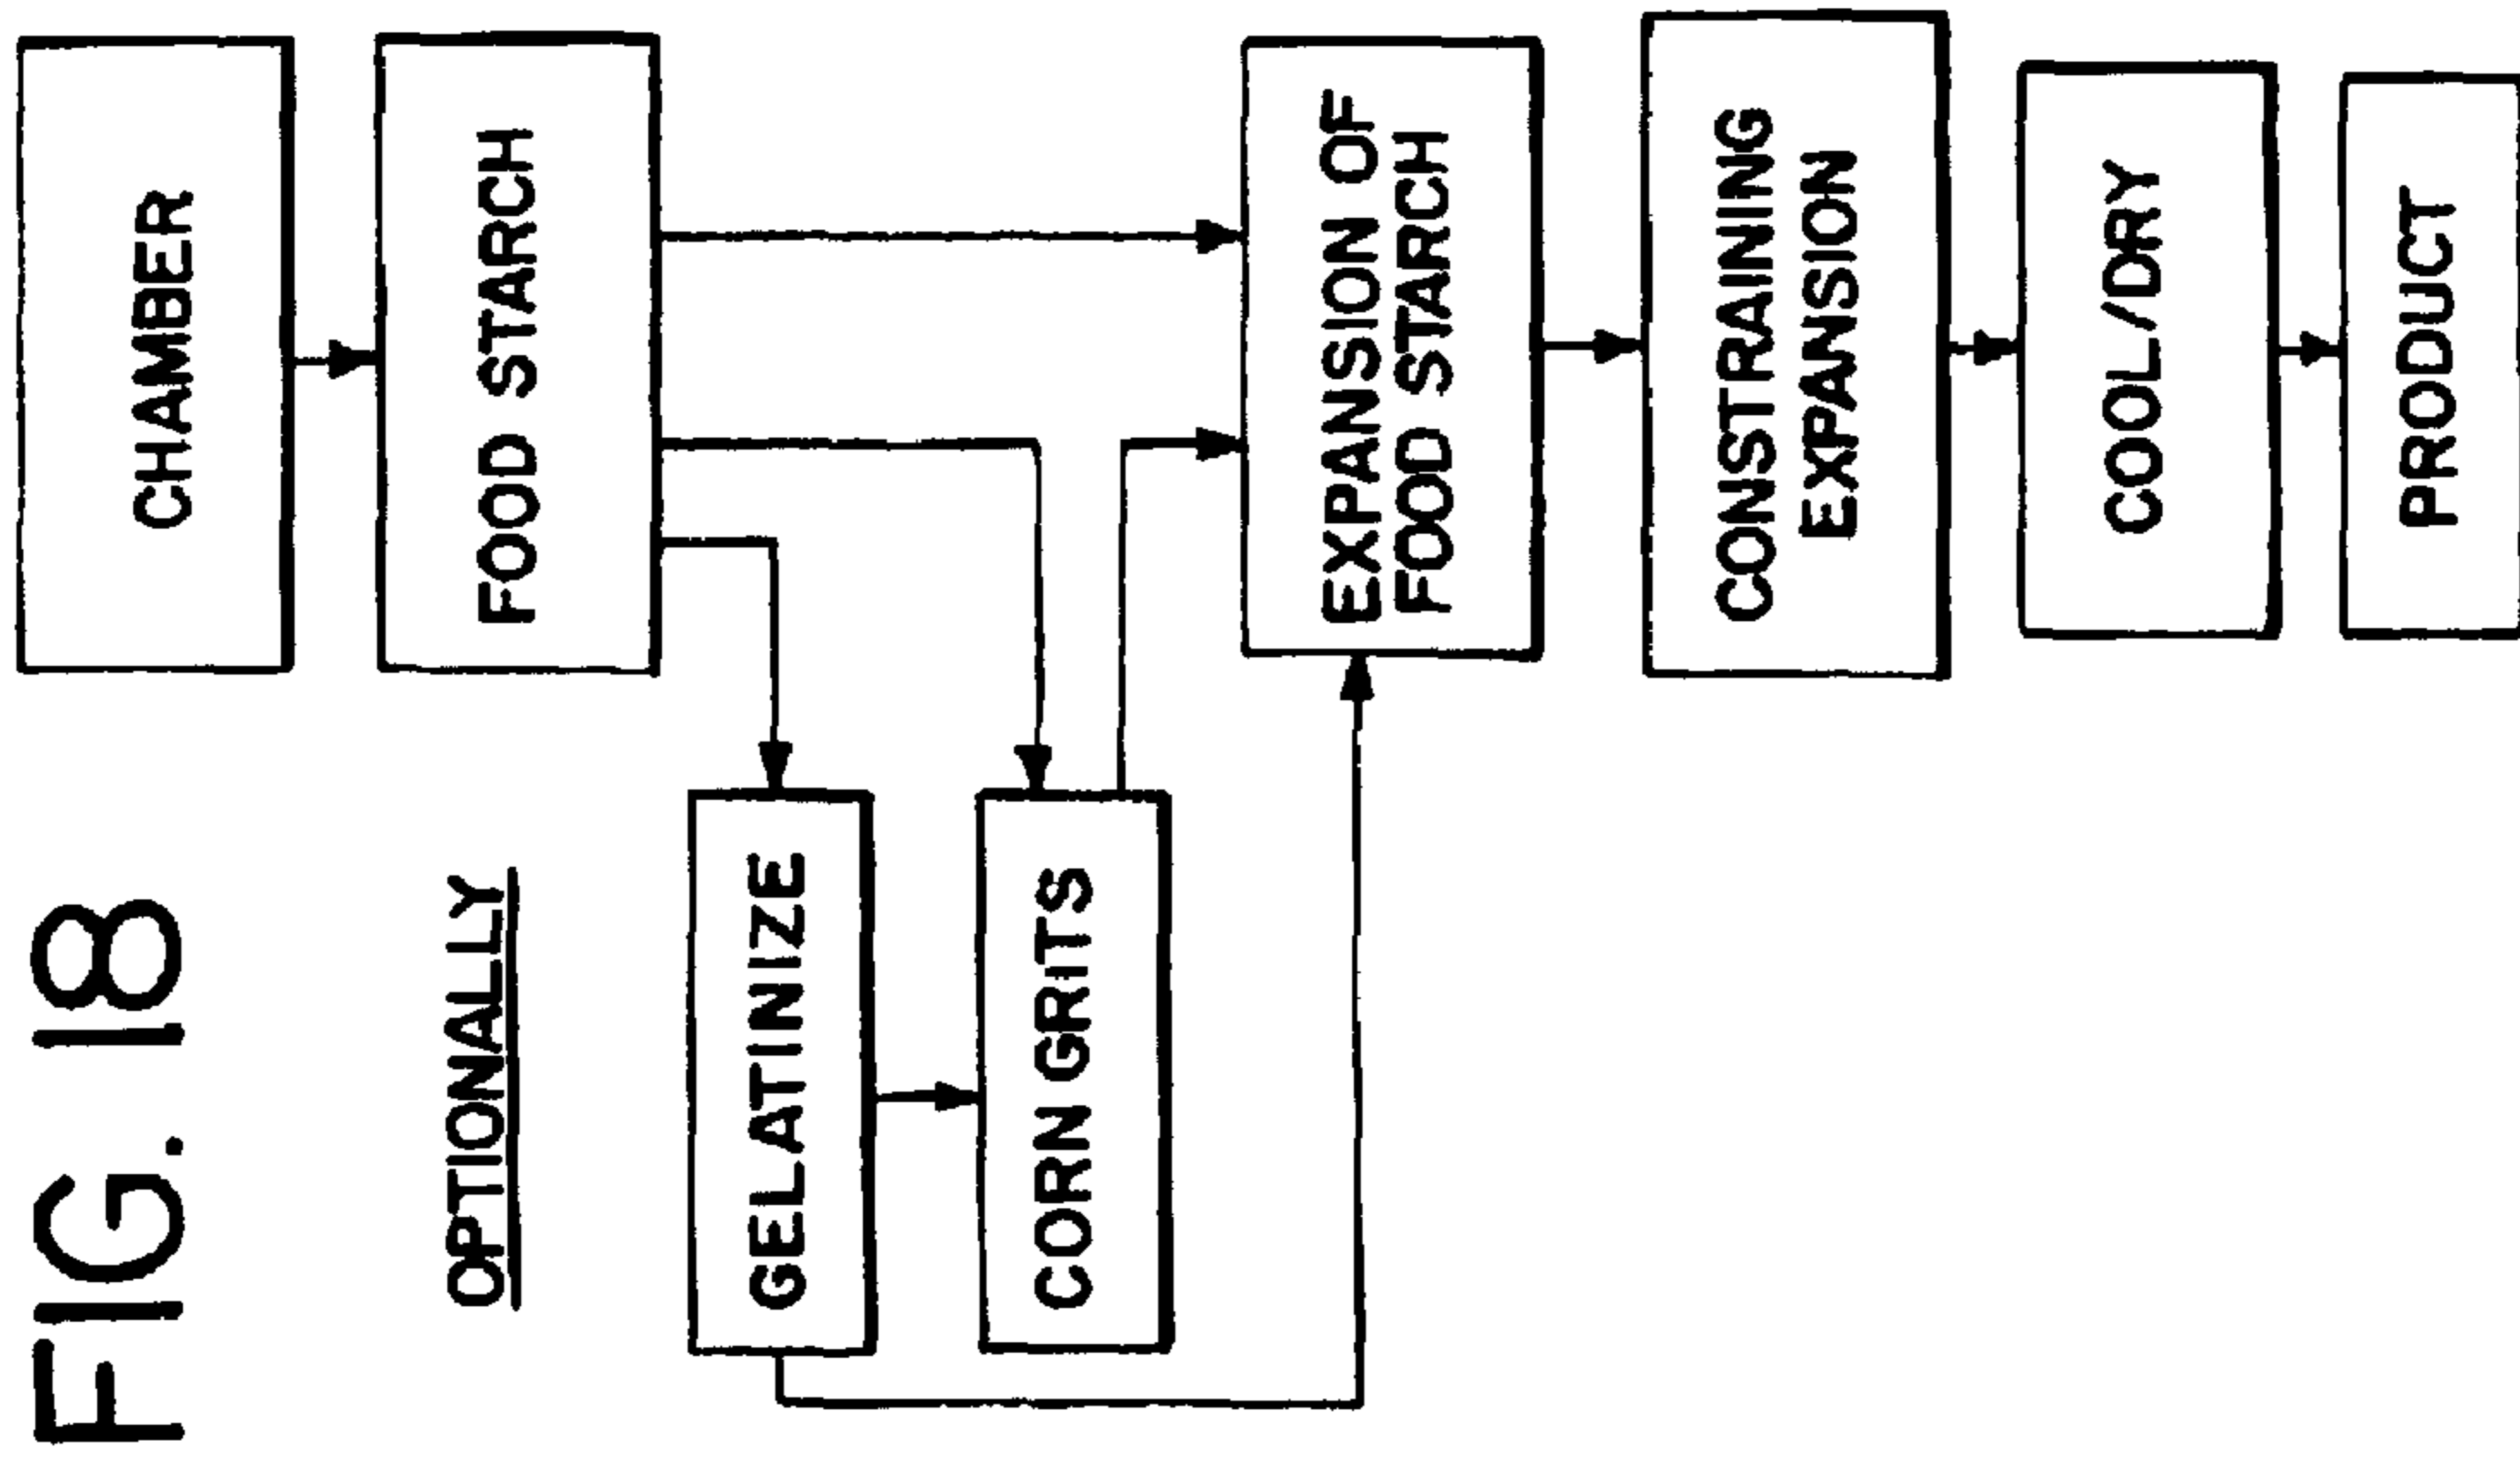 FIG. 18
CHAMBER
OPTIONALLY
FOOD STARCH
GELATINIZE
CORN GRITS
EXPANSION OF
FOOD STARCH
CONSTRAINING
EXPANSION
COOL/DRY
PRODUCT